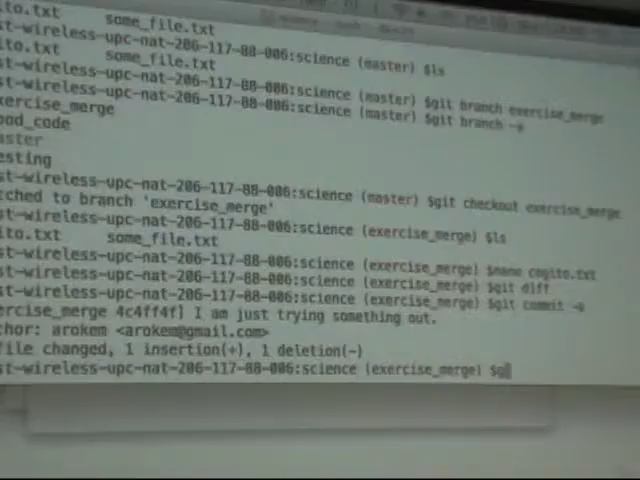 ito.txt some_file.txt
st-wireless-upc-nat-206-117-88-006:science (master) $ls
ito.txt some_file.txt
st-wireless-upc-nat-206-117-88-006:science (master) $git branch exercise_merge
st-wireless-upc-nat-206-117-88-006:science (master) $git branch -a
xercise_merge
ood_code
aster
esting
st-wireless-upc-nat-206-117-88-006:science (master) $git checkout exercise_merge
tched to branch 'exercise_merge'
st-wireless-upc-nat-206-117-88-006:science (exercise_merge) $ls
ito.txt some_file.txt
st-wireless-upc-nat-206-117-88-006:science (exercise_merge) $nano cogito.txt
st-wireless-upc-nat-206-117-88-006:science (exercise_merge) $git diff
st-wireless-upc-nat-206-117-88-006:science (exercise_merge) $git commit -a
ercise_merge 4c4ff4f] I am just trying something out.
thor: arokem <arokem@gmail.com>
file changed, 1 insertion(+), 1 deletion(-)
st-wireless-upc-nat-206-117-88-006:science (exercise_merge) $g